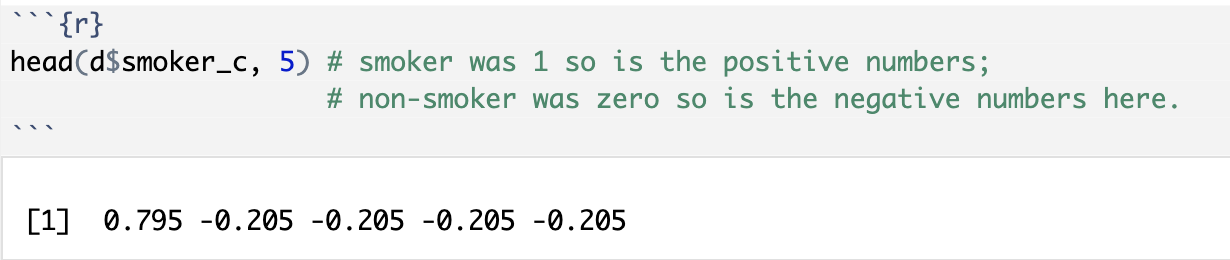 ```{r}
head(d$smoker_c, 5) # smoker was 1 so is the positive numbers;
# non-smoker was zero so is the negative numbers here.
```
[1]  0.795 -0.205 -0.205 -0.205 -0.205